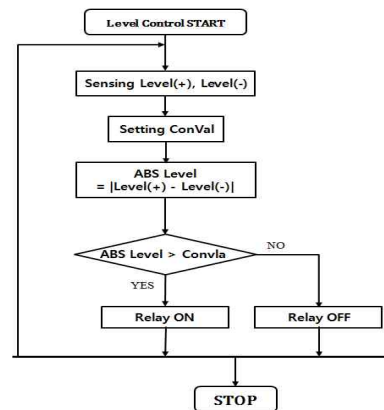 Level Control START
Sensing Level(+), Level(-)
Setting ConVal
ABS Level
= |Level(+) - Level(-)|
ABS Level > Convla
NO
YES
Relay ON
Relay OFF
STOP